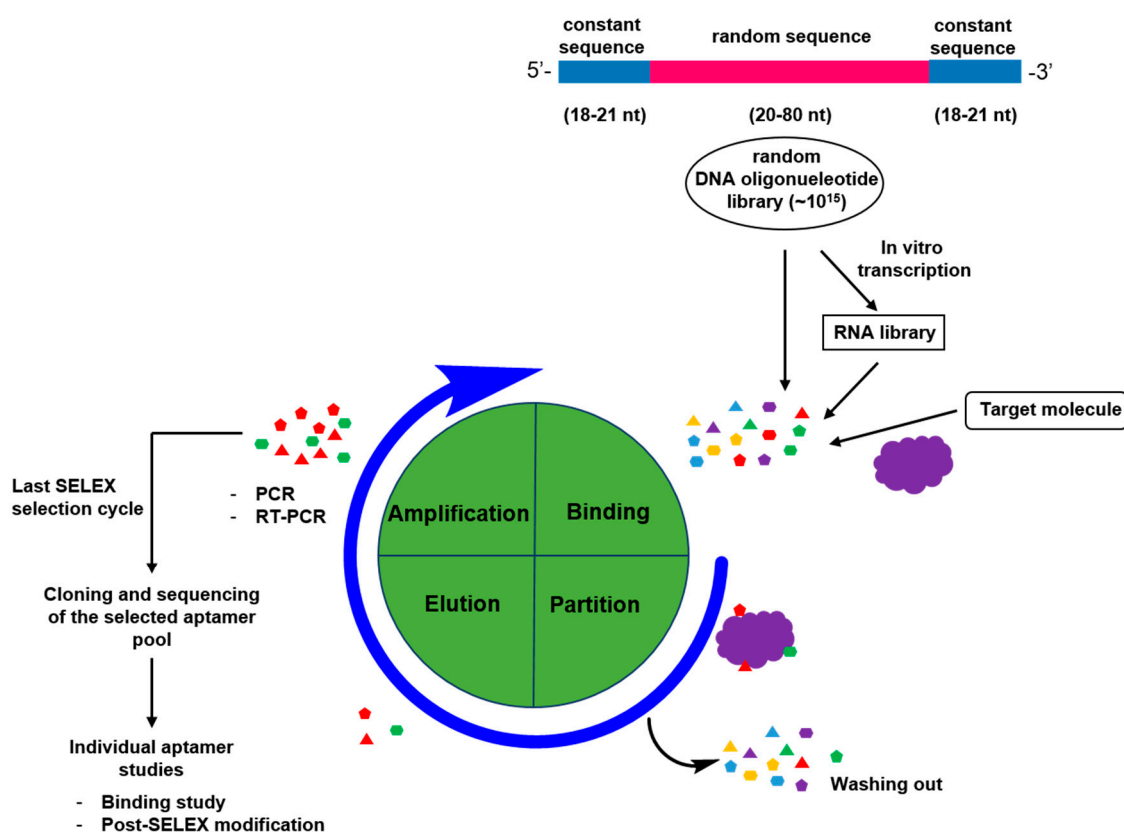 constant
sequence
random sequence
constant
sequence
5’-
-3’
(18-21 nt)
(20-80 nt)
(18-21 nt)
random
DNA oligonueleotide
library (~10¹⁵)
In vitro
transcription
RNA library
Target molecule
Amplification
Binding
Elution
Partition
Washing out
- PCR
- RT-PCR
Last SELEX
selection cycle
Cloning and sequencing
of the selected aptamer
pool
Individual aptamer
studies
- Binding study
- Post-SELEX modification